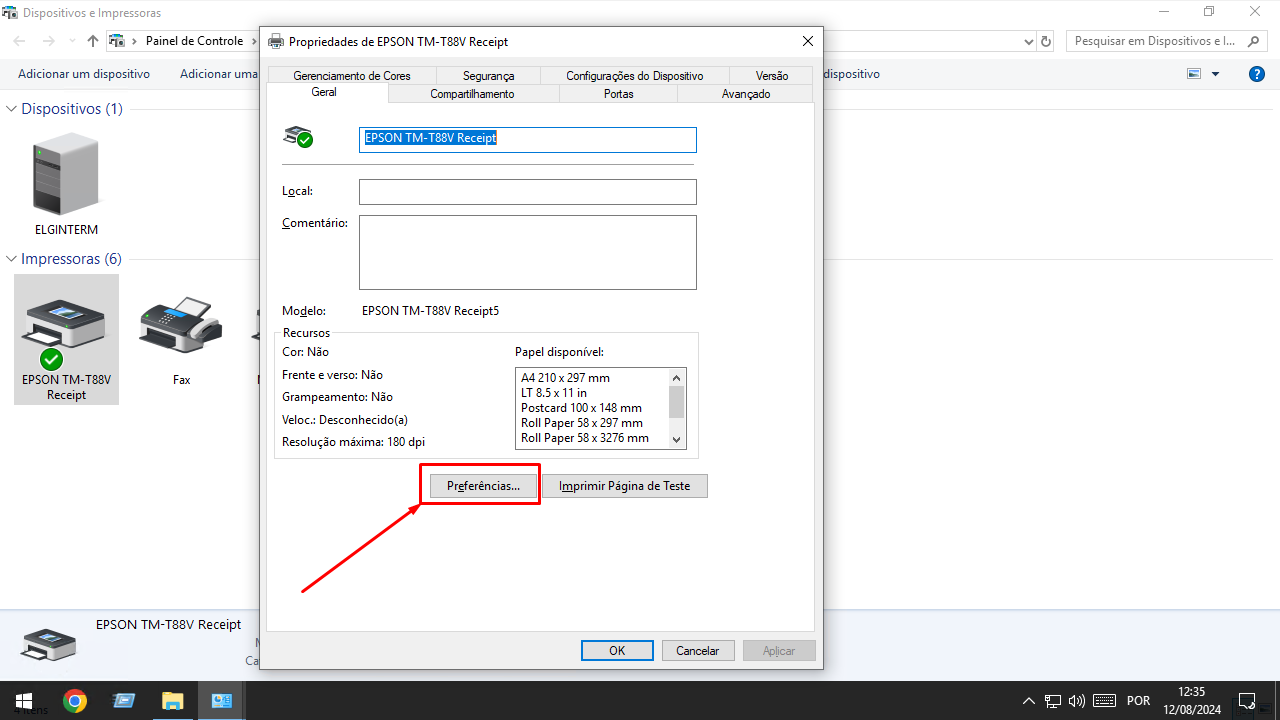 Dispositivos e Impressoras
Painel de Controle
Pesquisar em Dispositivos e I...
Adicionar um dispositivo
Adicionar uma
dispositivo
Dispositivos (1)
ELGINTERM
Impressoras (6)
EPSON TM-T88V
Receipt
Fax
Propriedades de EPSON TM-T88V Receipt
Gerenciamento de Cores
Segurança
Configurações do Dispositivo
Versão
Geral
Compartilhamento
Portas
Avançado
EPSON TM-T88V Receipt
Local:
Comentário:
Modelo:
EPSON TM-T88V Receipt5
Recursos
Cor: Não
Frente e verso: Não
Grampeamento: Não
Veloc.: Desconhecido(a)
Resolução máxima: 180 dpi
Papel disponível:
A4 210 x 297 mm
LT 8.5 x 11 in
Postcard 100 x 148 mm
Roll Paper 58 x 297 mm
Roll Paper 58 x 3276 mm
Preferências...
Imprimir Página de Teste
OK
Cancelar
Aplicar
EPSON TM-T88V Receipt
POR
12:35
12/08/2024